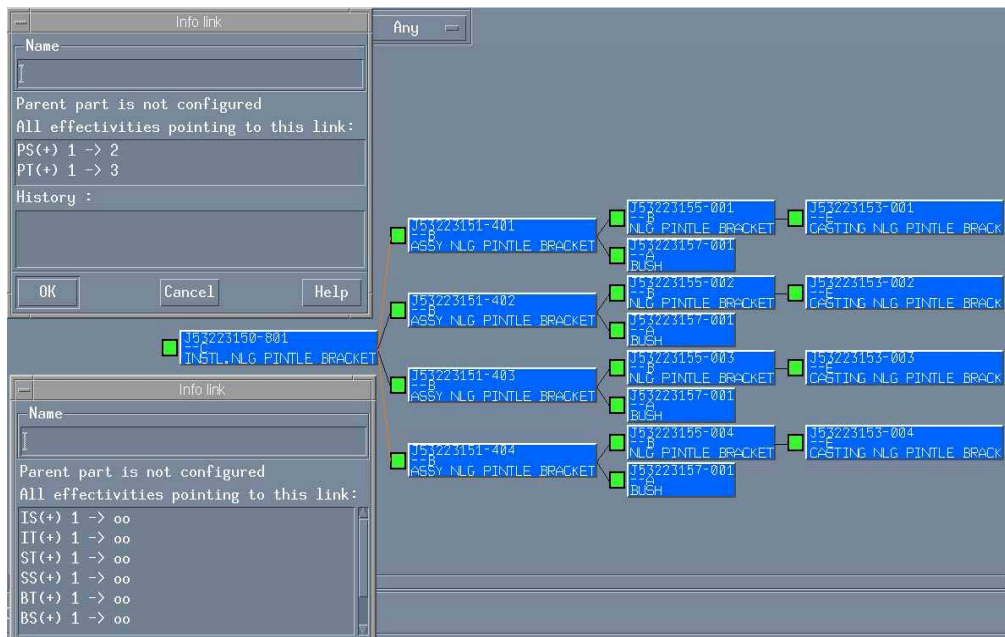 Info link
Name
Parent part is not configured
All effectivities pointing to this link:
PS(+) 1 -> 2
PT(+) 1 -> 3
History :
OK
Cancel
Help
Any
J53223150-801
--C
INSTL.NLG PINTLE BRACKET
J53223151-401
--B
ASSY NLG PINTLE BRACKET
J53223155-001
--B
NLG PINTLE BRACKET
J53223153-001
--E
CASTING NLG PINTLE BRACK
J53223157-001
--A
BUSH
J53223151-402
--B
ASSY NLG PINTLE BRACKET
J53223155-002
--B
NLG PINTLE BRACKET
J53223153-002
--E
CASTING NLG PINTLE BRACK
J53223157-001
--A
BUSH
J53223151-403
--B
ASSY NLG PINTLE BRACKET
J53223155-003
--B
NLG PINTLE BRACKET
J53223153-003
--E
CASTING NLG PINTLE BRACK
J53223157-001
--A
BUSH
J53223151-404
--B
ASSY NLG PINTLE BRACKET
J53223155-004
--B
NLG PINTLE BRACKET
J53223153-004
--E
CASTING NLG PINTLE BRACK
J53223157-001
--A
BUSH
Info link
Name
Parent part is not configured
All effectivities pointing to this link:
IS(+) 1 -> oo
IT(+) 1 -> oo
ST(+) 1 -> oo
SS(+) 1 -> oo
BT(+) 1 -> oo
BS(+) 1 -> oo